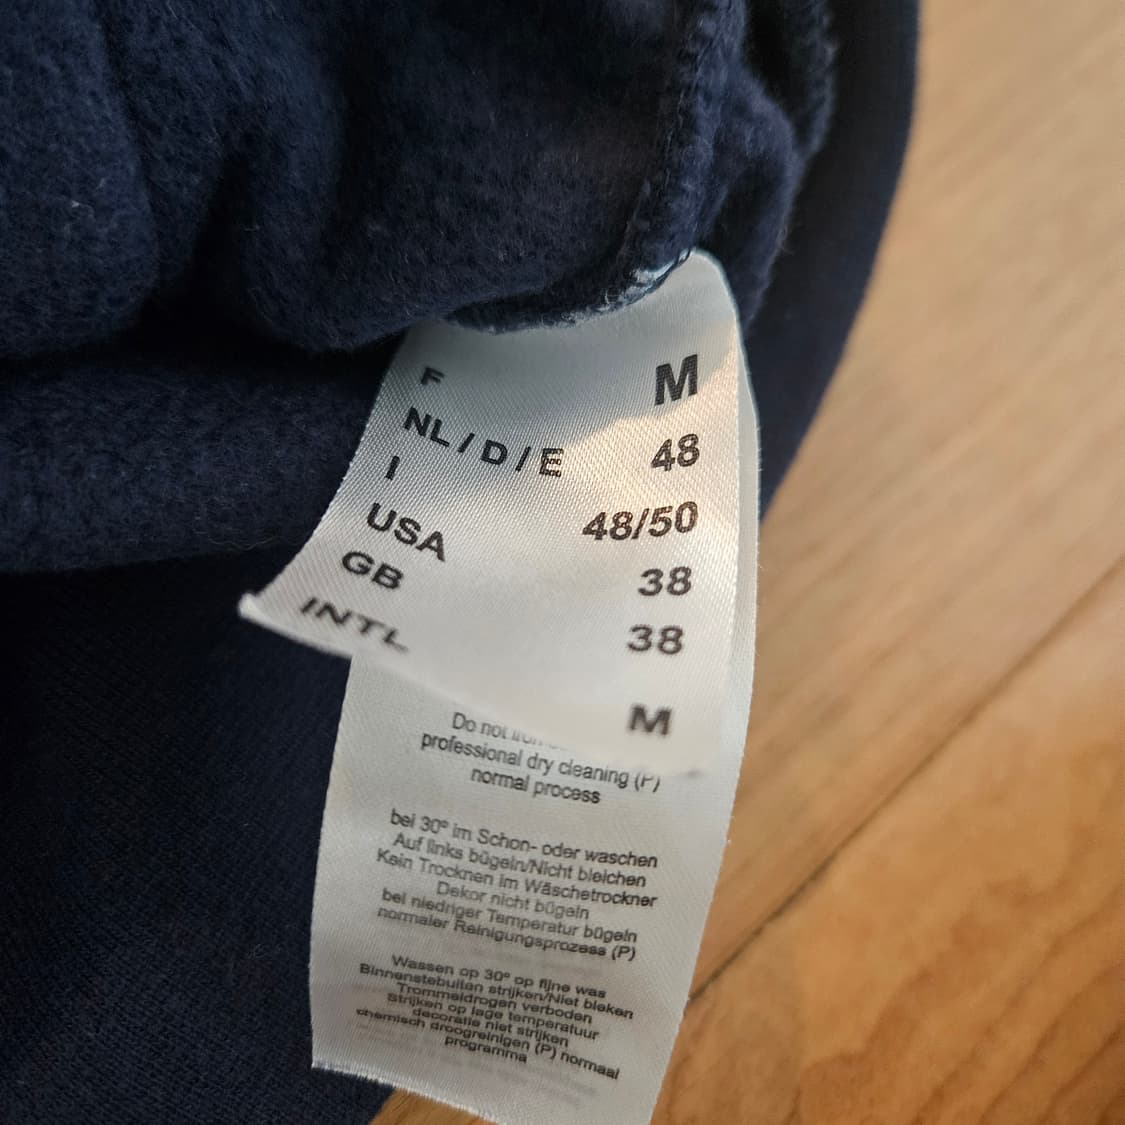 F M
NL / D / E 48
I 48/50
USA 38
GB 38
INTL M
Do not iron
professional dry cleaning (P)
normal process
bei 30° im Schon- oder waschen
Auf links bügeln/Nicht bleichen
Kein Trocknen im Wäschetrockner
Dekor nicht bügeln
bei niedriger Temperatur bügeln
normaler Reinigungsprozess (P)
Wassen op 30° op fijne was
Binnenstebuiten strijken/Niet bleken
Trommeldrogen verboden
Strijken op lage temperatuur
decoratie niet strijken
chemisch droogreinigen (P) normaal
programma